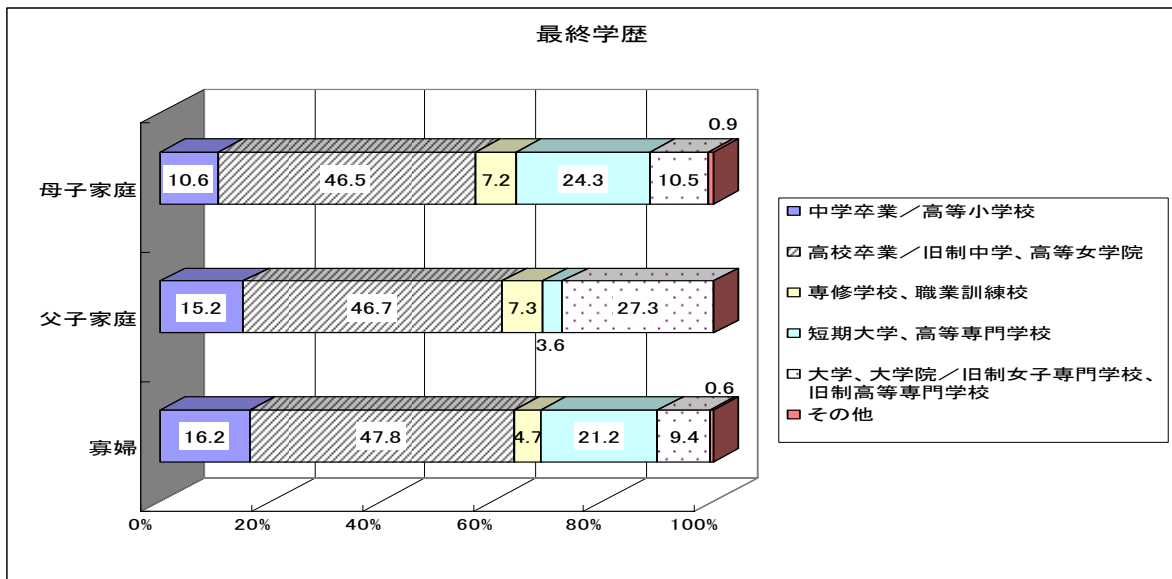 最終学歴
0.9
母子家庭
10.6
46.5
7.2
24.3
10.5
父子家庭
15.2
46.7
7.3
3.6
27.3
0.6
寡婦
16.2
47.8
4.7
21.2
9.4
0%
20%
40%
60%
80%
100%
中学卒業／高等小学校
高校卒業／旧制中学、高等女学院
専修学校、職業訓練校
短期大学、高等専門学校
大学、大学院／旧制女子専門学校、
旧制高等専門学校
その他